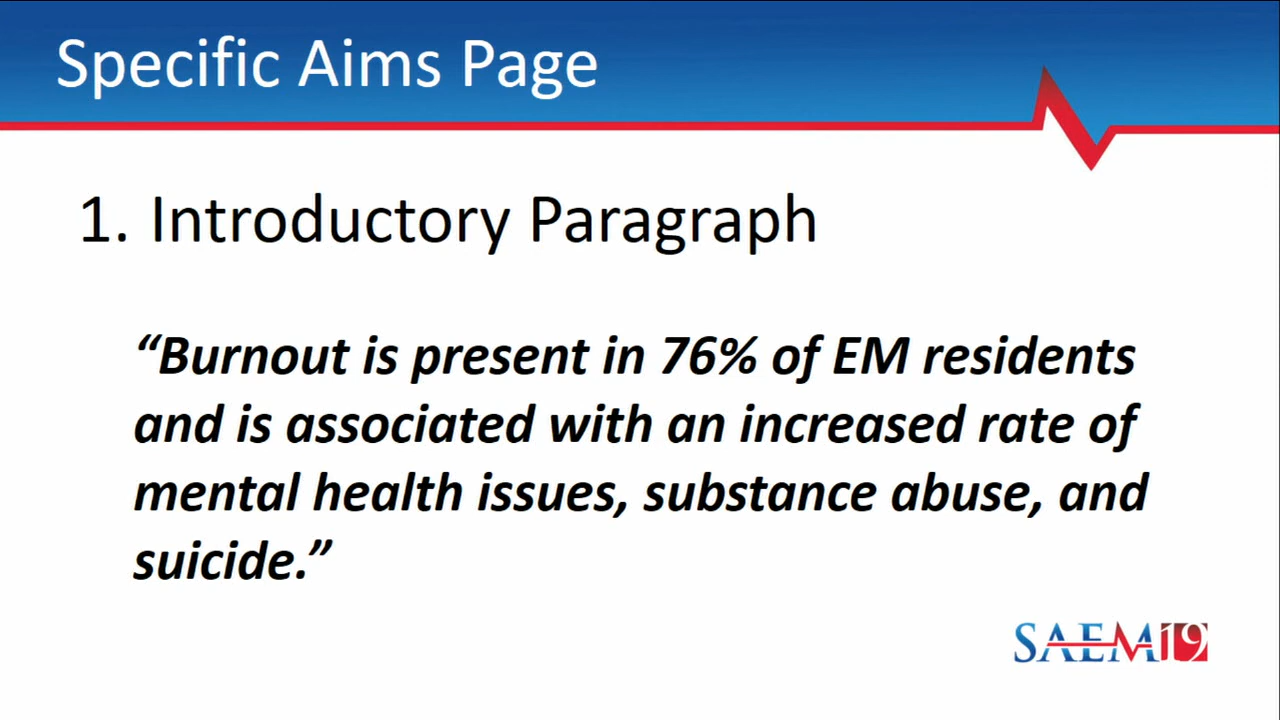 Specific Aims Page
1. Introductory Paragraph
“Burnout is present in 76% of EM residents
and is associated with an increased rate of
mental health issues, substance abuse, and
suicide.”
SAEM19